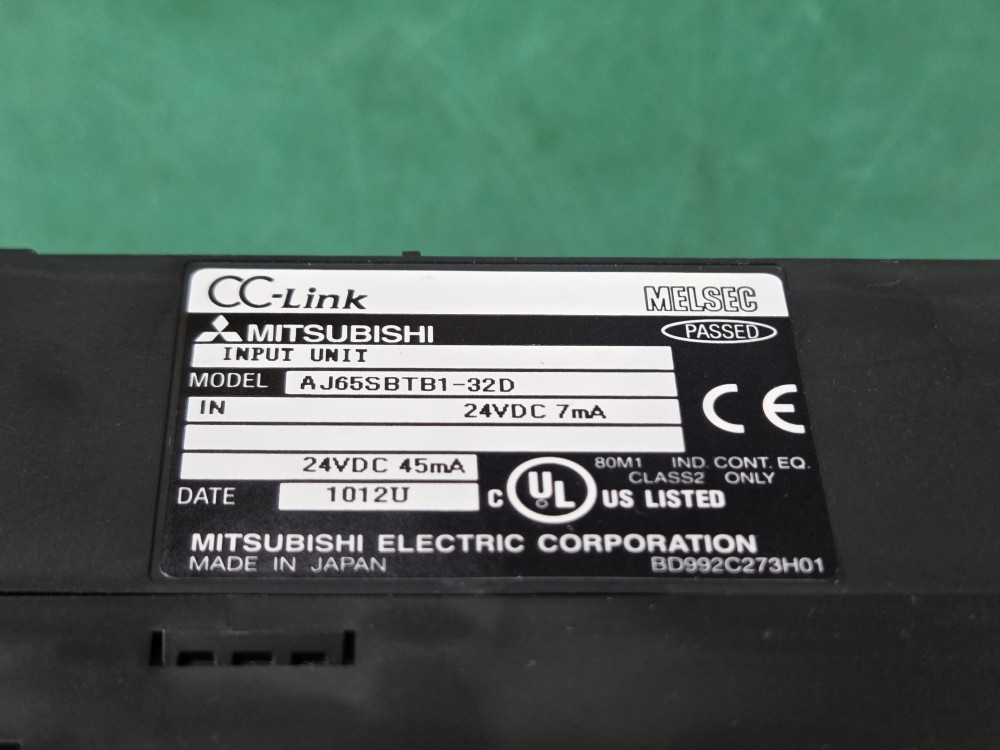 CC-Link MELSEC
MITSUBISHI PASSED
INPUT UNIT
MODEL AJ65SBTB1-32D
IN 24VDC 7mA
CE
24VDC 45mA
80M1 IND. CONT. EQ.
CLASS2 ONLY
DATE 1012U
C UL US LISTED
MITSUBISHI ELECTRIC CORPORATION
MADE IN JAPAN BD992C273H01